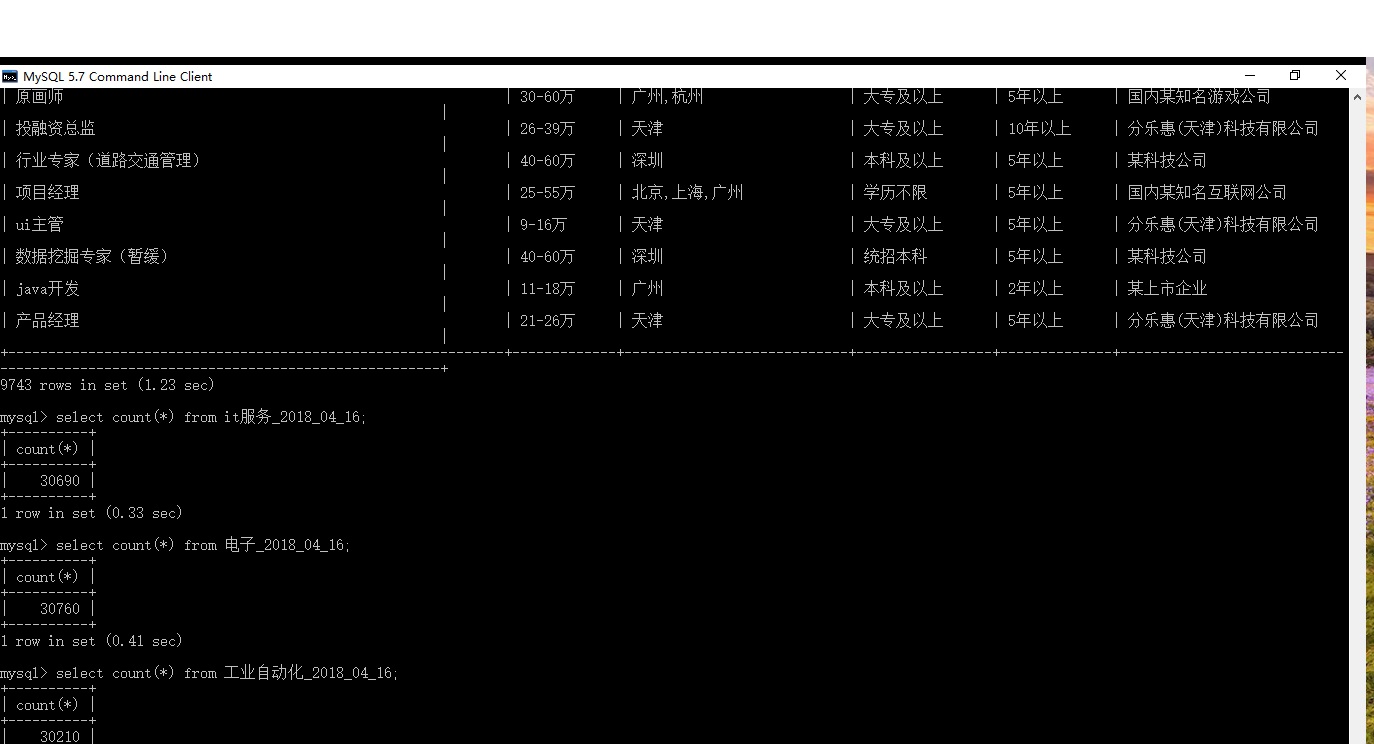 MySQL 5.7 Command Line Client
| 原画师 | 30-60万 | 广州,杭州 | 大专及以上 | 5年以上 | 国内某知名游戏公司
|
| 投融资总监 | 26-39万 | 天津 | 大专及以上 | 10年以上 | 分乐惠(天津)科技有限公司
|
| 行业专家（道路交通管理） | 40-60万 | 深圳 | 本科及以上 | 5年以上 | 某科技公司
|
| 项目经理 | 25-55万 | 北京,上海,广州 | 学历不限 | 5年以上 | 国内某知名互联网公司
|
| ui主管 | 9-16万 | 天津 | 大专及以上 | 5年以上 | 分乐惠(天津)科技有限公司
|
| 数据挖掘专家（暂缓） | 40-60万 | 深圳 | 统招本科 | 5年以上 | 某科技公司
|
| java开发 | 11-18万 | 广州 | 本科及以上 | 2年以上 | 某上市企业
|
| 产品经理 | 21-26万 | 天津 | 大专及以上 | 5年以上 | 分乐惠(天津)科技有限公司
|
9743 rows in set (1.23 sec)
mysql> select count(*) from it服务_2018_04_16;
+----------+
| count(*) |
+----------+
| 30690 |
+----------+
1 row in set (0.33 sec)
mysql> select count(*) from 电子_2018_04_16;
+----------+
| count(*) |
+----------+
| 30760 |
+----------+
1 row in set (0.41 sec)
mysql> select count(*) from 工业自动化_2018_04_16;
+----------+
| count(*) |
+----------+
| 30210 |